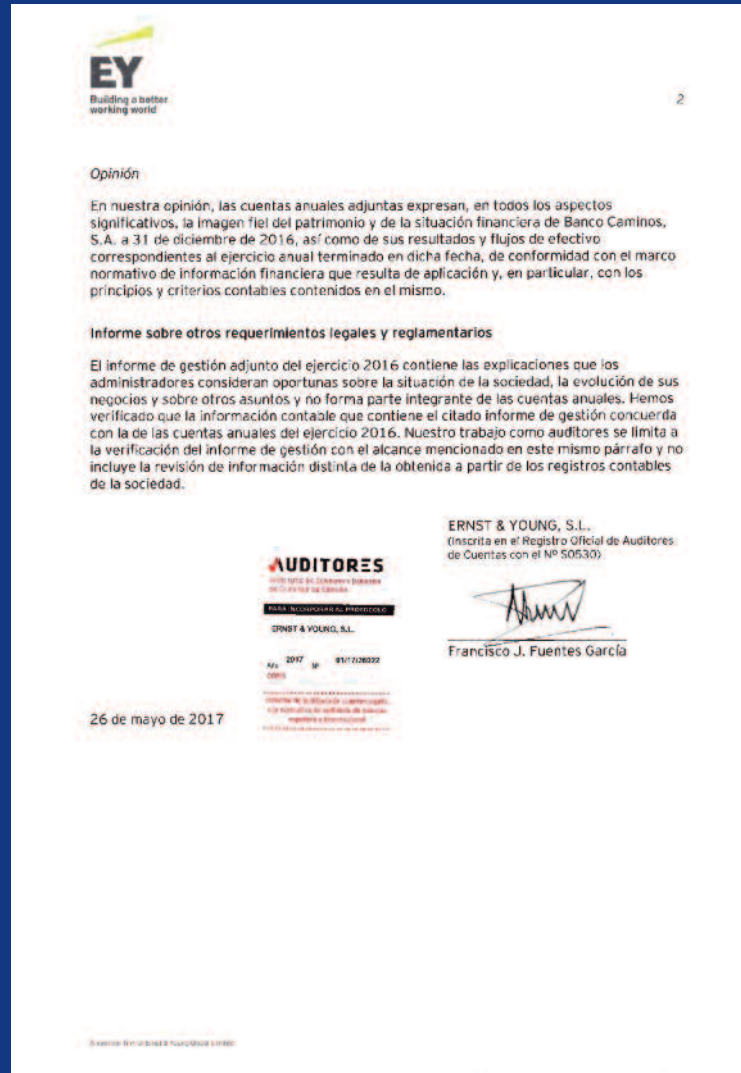 EY
Building a better
working world
2
Opinión
En nuestra opinión, las cuentas anuales adjuntas expresan, en todos los aspectos
significativos, la imagen fiel del patrimonio y de la situación financiera de Banco Caminos,
S.A. a 31 de diciembre de 2016, así como de sus resultados y flujos de efectivo
correspondientes al ejercicio anual terminado en dicha fecha, de conformidad con el marco
normativo de información financiera que resulta de aplicación y, en particular, con los
principios y criterios contables contenidos en el mismo.
Informe sobre otros requerimientos legales y reglamentarios
El informe de gestión adjunto del ejercicio 2016 contiene las explicaciones que los
administradores consideran oportunas sobre la situación de la sociedad, la evolución de sus
negocios y sobre otros asuntos y no forma parte integrante de las cuentas anuales. Hemos
verificado que la información contable que contiene el citado informe de gestión concuerda
con la de las cuentas anuales del ejercicio 2016. Nuestro trabajo como auditores se limita a
la verificación del informe de gestión con el alcance mencionado en este mismo párrafo y no
incluye la revisión de información distinta de la obtenida a partir de los registros contables
de la sociedad.
ERNST & YOUNG, S.L.
(Inscrita en el Registro Oficial de Auditores
de Cuentas con el Nº S0530)
AUDITORES
PARA INCORPORAR AL PROTOCOLO
ERNST & YOUNG, S.L.
Año 2017 Nº 01/17/26022
Francisco J. Fuentes García
26 de mayo de 2017